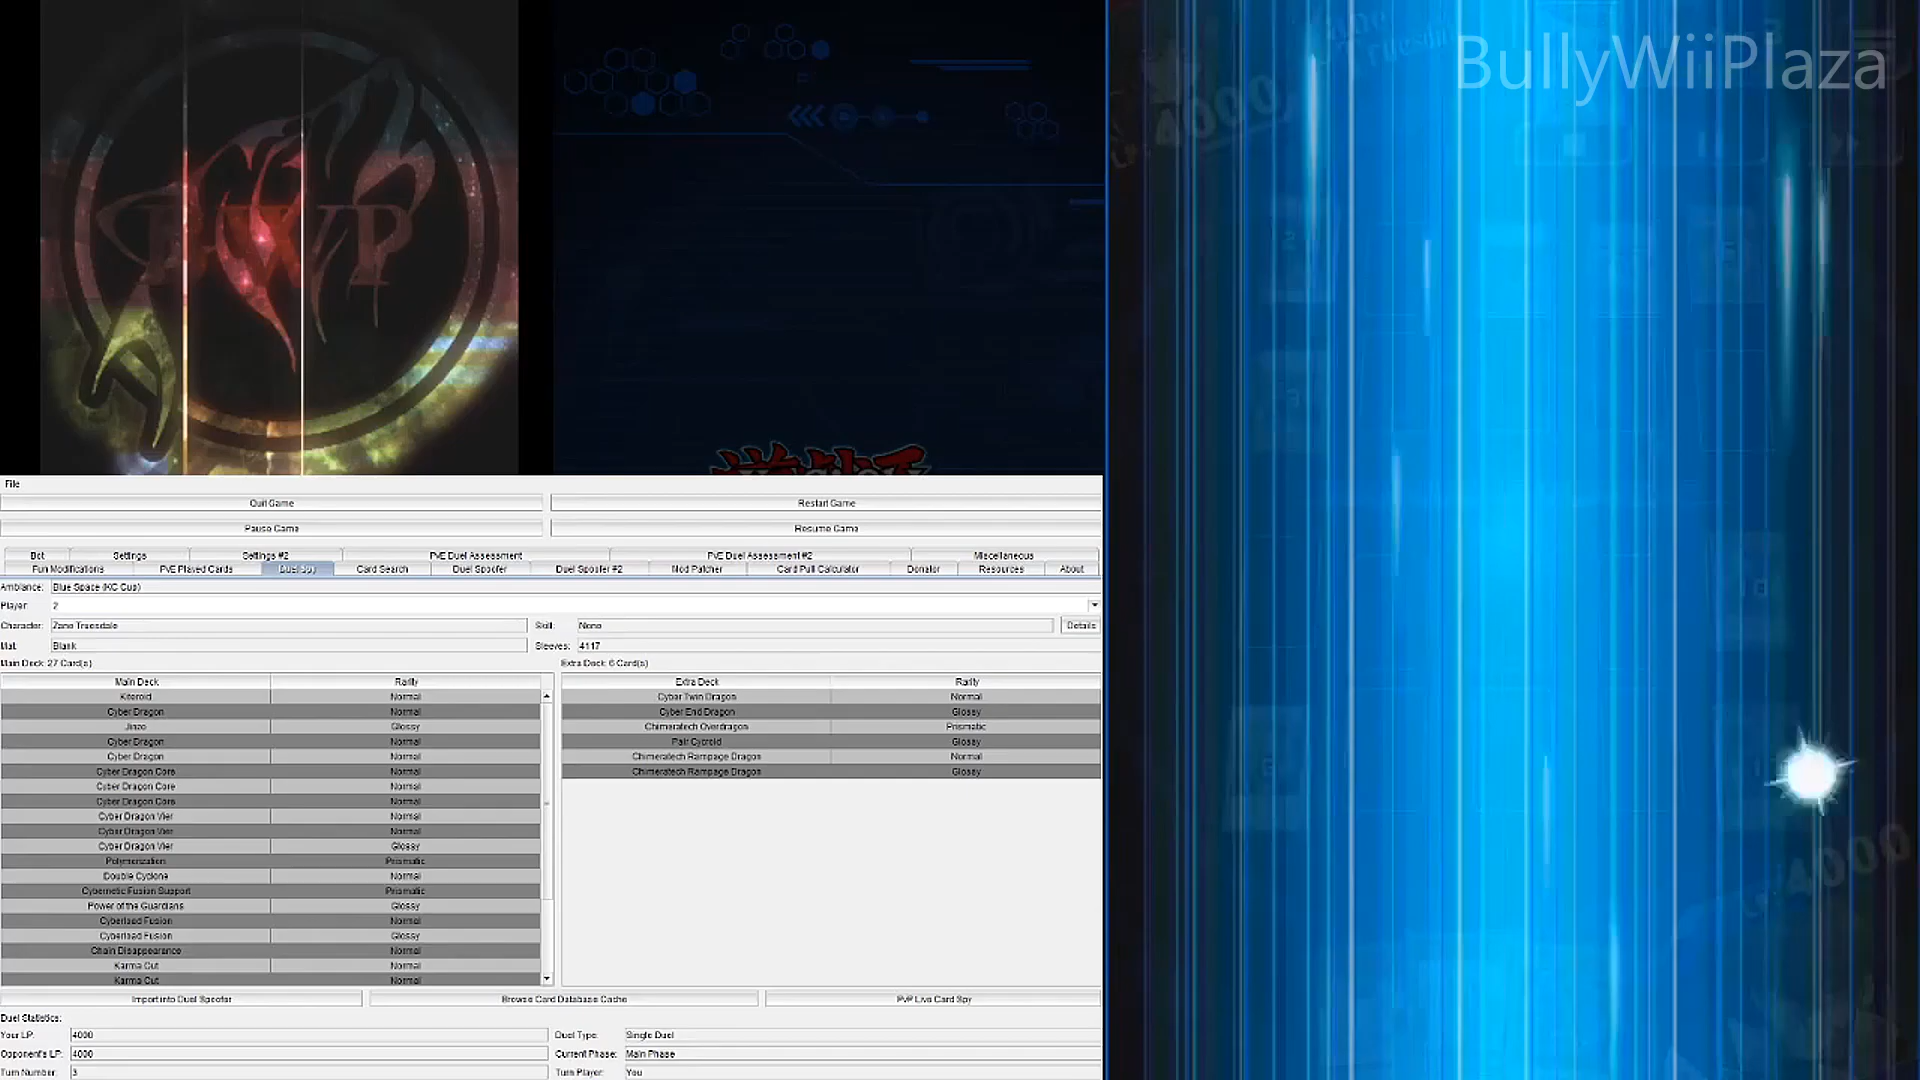 BullyWiiPlaza
BWP
4000
File
Quit Game
Restart Game
Pause Game
Resume Game
Bot
Settings
Settings #2
PvE Duel Assessment
PvE Duel Assessment #2
Miscellaneous
Fun Modifications
PvE Played Cards
Duel Spy
Card Search
Duel Spoofer
Duel Spoofer #2
Mod Patcher
Card Pull Calculator
Donator
Resources
About
Ambiance: Blue Space (KC Cup)
Player: 2
Character: Zane Truesdale
Skill: None
Details
Mat: Blank
Sleeves: 4117
Main Deck: 27 Card(s)
Extra Deck: 6 Card(s)
Main Deck Rarity
Kiteroid Normal
Cyber Dragon Normal
Jinzo Glossy
Cyber Dragon Normal
Cyber Dragon Normal
Cyber Dragon Core Normal
Cyber Dragon Core Normal
Cyber Dragon Core Normal
Cyber Dragon Vier Normal
Cyber Dragon Vier Normal
Cyber Dragon Vier Glossy
Polymerization Prismatic
Double Cyclone Normal
Cybernetic Fusion Support Prismatic
Power of the Guardians Glossy
Cyberload Fusion Normal
Cyberload Fusion Glossy
Chain Disappearance Normal
Karma Cut Normal
Karma Cut Normal
Extra Deck Rarity
Cyber Twin Dragon Normal
Cyber End Dragon Glossy
Chimeratech Overdragon Prismatic
Pair Cycroid Glossy
Chimeratech Rampage Dragon Normal
Chimeratech Rampage Dragon Glossy
Import into Duel Spoofer
Browse Card Database Cache
PvP Live Card Spy
Duel Statistics:
Your LP: 4000
Duel Type: Single Duel
Opponent's LP: 4000
Current Phase: Main Phase
Turn Number: 3
Turn Player: You
4000